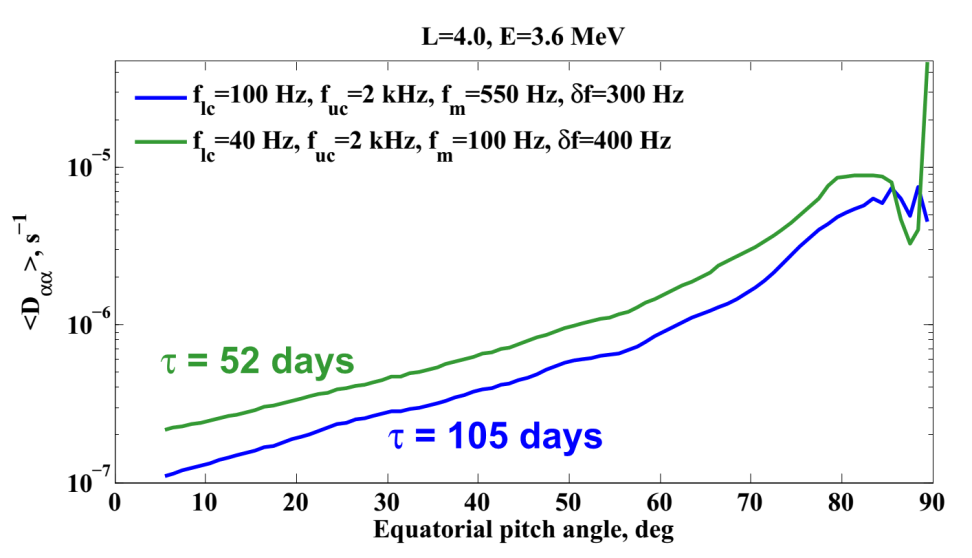 L=4.0, E=3.6 MeV
f_lc=100 Hz, f_uc=2 kHz, f_m=550 Hz, δf=300 Hz
f_lc=40 Hz, f_uc=2 kHz, f_m=100 Hz, δf=400 Hz
<D_αα>, s⁻¹
10⁻⁵
10⁻⁶
10⁻⁷
τ = 52 days
τ = 105 days
0 10 20 30 40 50 60 70 80 90
Equatorial pitch angle, deg